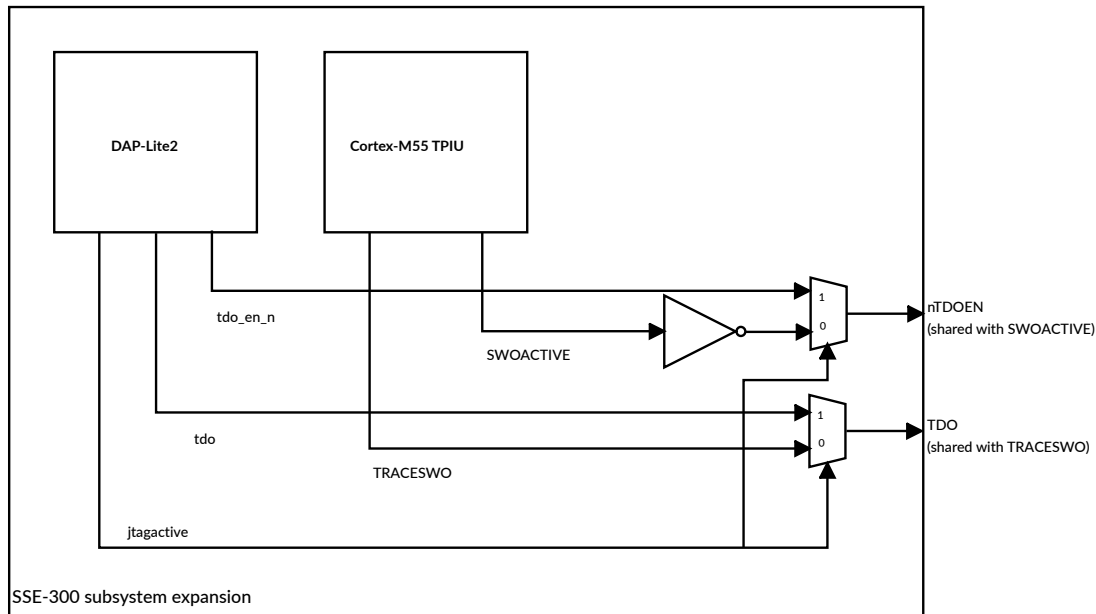 DAP-Lite2
Cortex-M55 TPIU
tdo_en_n
1
0
nTDOEN
(shared with SWOACTIVE)
SWOACTIVE
1
0
TDO
(shared with TRACESWO)
tdo
TRACESWO
jtagactive
SSE-300 subsystem expansion